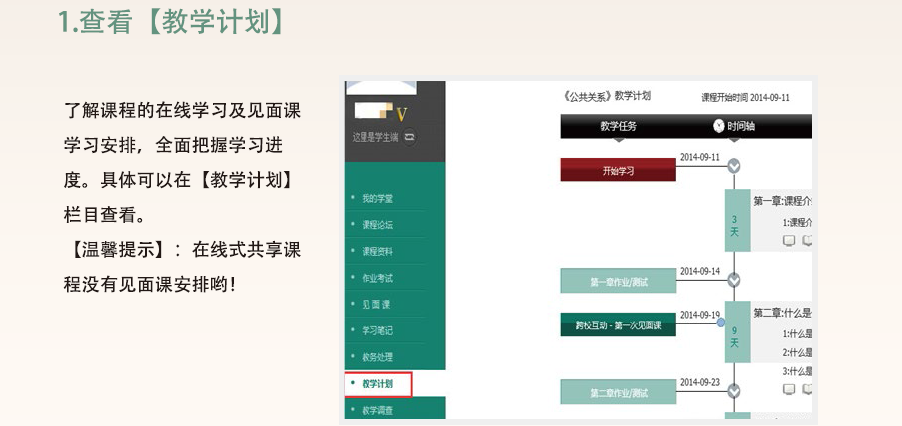 1.查看【教学计划】
了解课程的在线学习及见面课
学习安排，全面把握学习进
度。具体可以在【教学计划】
栏目查看。
【温馨提示】：在线式共享课
程没有见面课安排哟！
V
这里是学生端
我的学堂
课程论坛
课程资料
作业考试
见 面 课
学习笔记
教务处理
教学计划
教学调查
《公共关系》教学计划
课程开始时间 2014-09-11
教学任务
时间轴
开始学习
2014-09-11
第一章:课程介
1:课程介
3
天
第一章作业/测试
2014-09-14
跨校互动 - 第一次见面课
2014-09-19
第二章:什么是
1:什么是
2:什么是
3:什么是
9
天
第二章作业/测试
2014-09-23